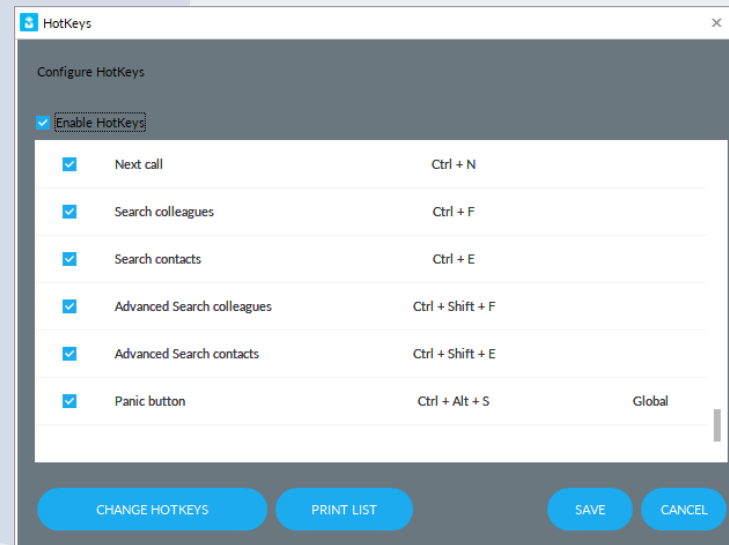 HotKeys
Configure HotKeys
Enable HotKeys
Next call Ctrl + N
Search colleagues Ctrl + F
Search contacts Ctrl + E
Advanced Search colleagues Ctrl + Shift + F
Advanced Search contacts Ctrl + Shift + E
Panic button Ctrl + Alt + S Global
CHANGE HOTKEYS PRINT LIST SAVE CANCEL